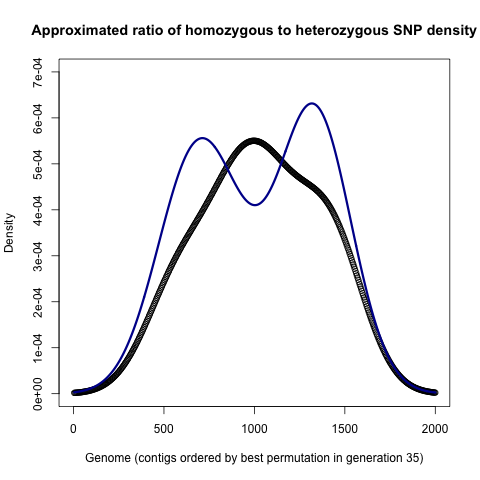 Approximated ratio of homozygous to heterozygous SNP density
7e-04
6e-04
5e-04
4e-04
3e-04
2e-04
1e-04
0e+00
Density
0 500 1000 1500 2000
Genome (contigs ordered by best permutation in generation 35)